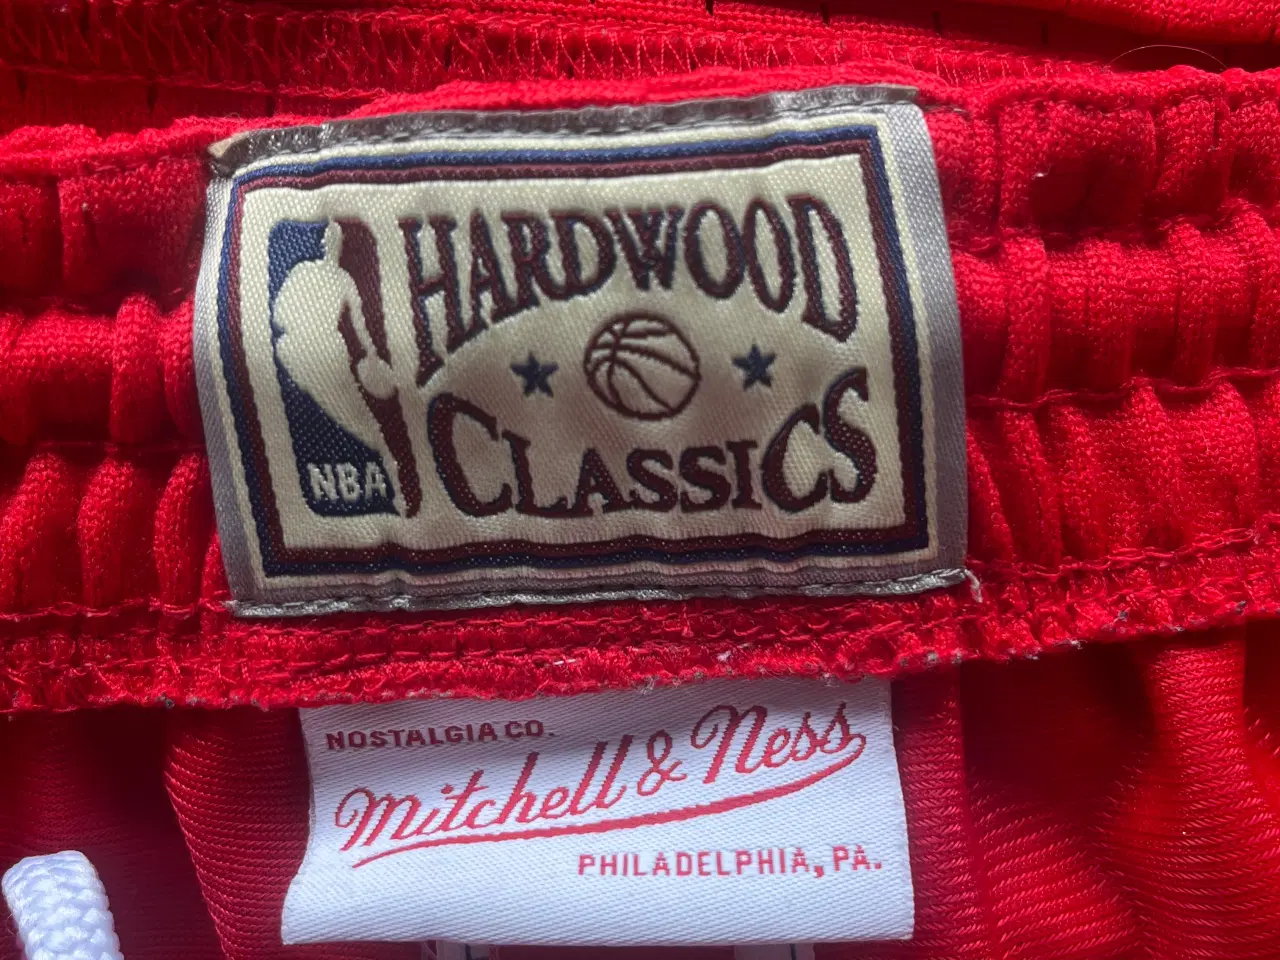 HARDWOOD
CLASSICS
NBA
NOSTALGIA CO.
Mitchell & Ness
PHILADELPHIA, PA.